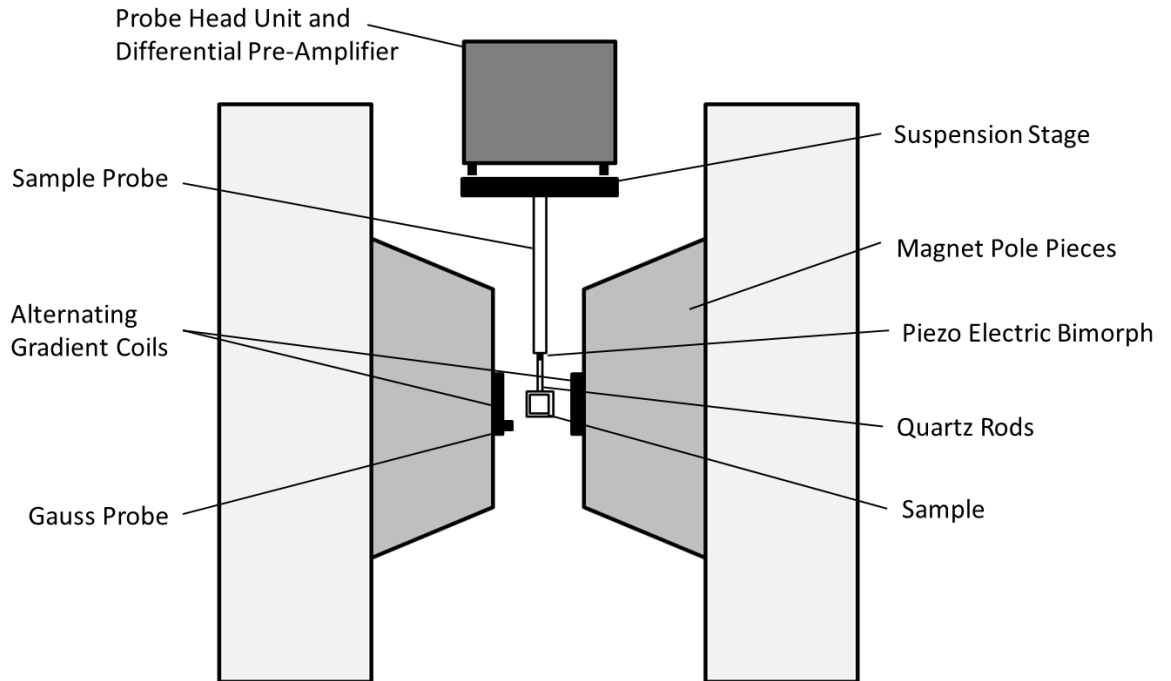 Probe Head Unit and
Differential Pre-Amplifier
Suspension Stage
Sample Probe
Magnet Pole Pieces
Alternating
Gradient Coils
Piezo Electric Bimorph
Quartz Rods
Gauss Probe
Sample